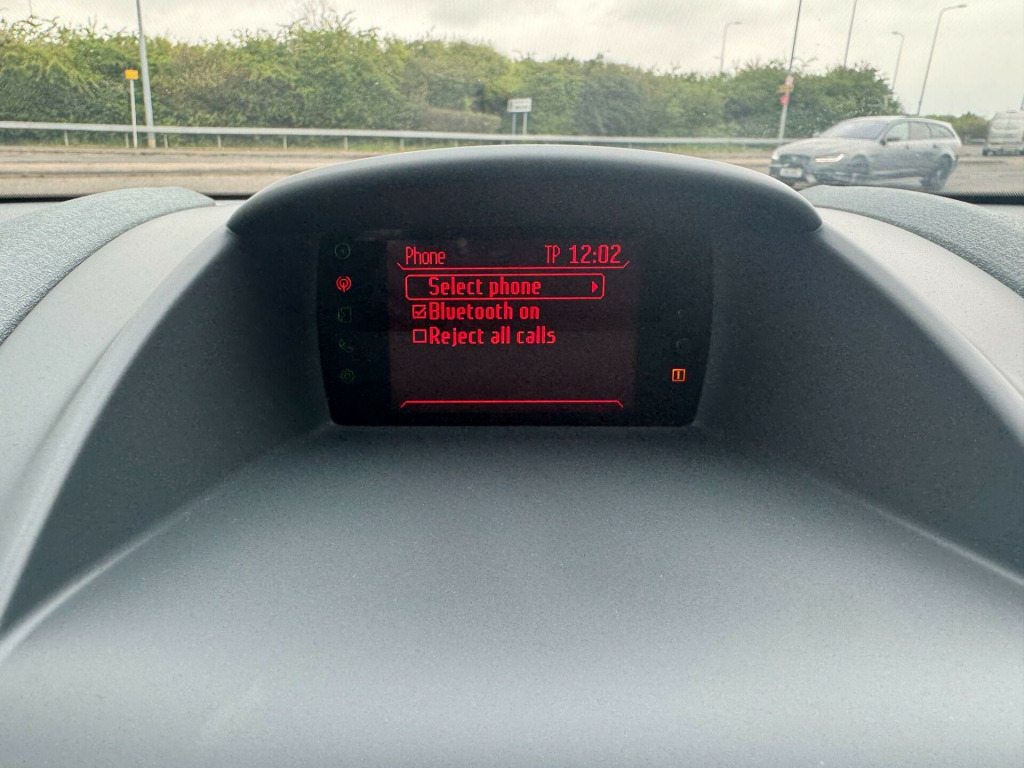 Phone TP 12:02
Select phone
Bluetooth on
Reject all calls